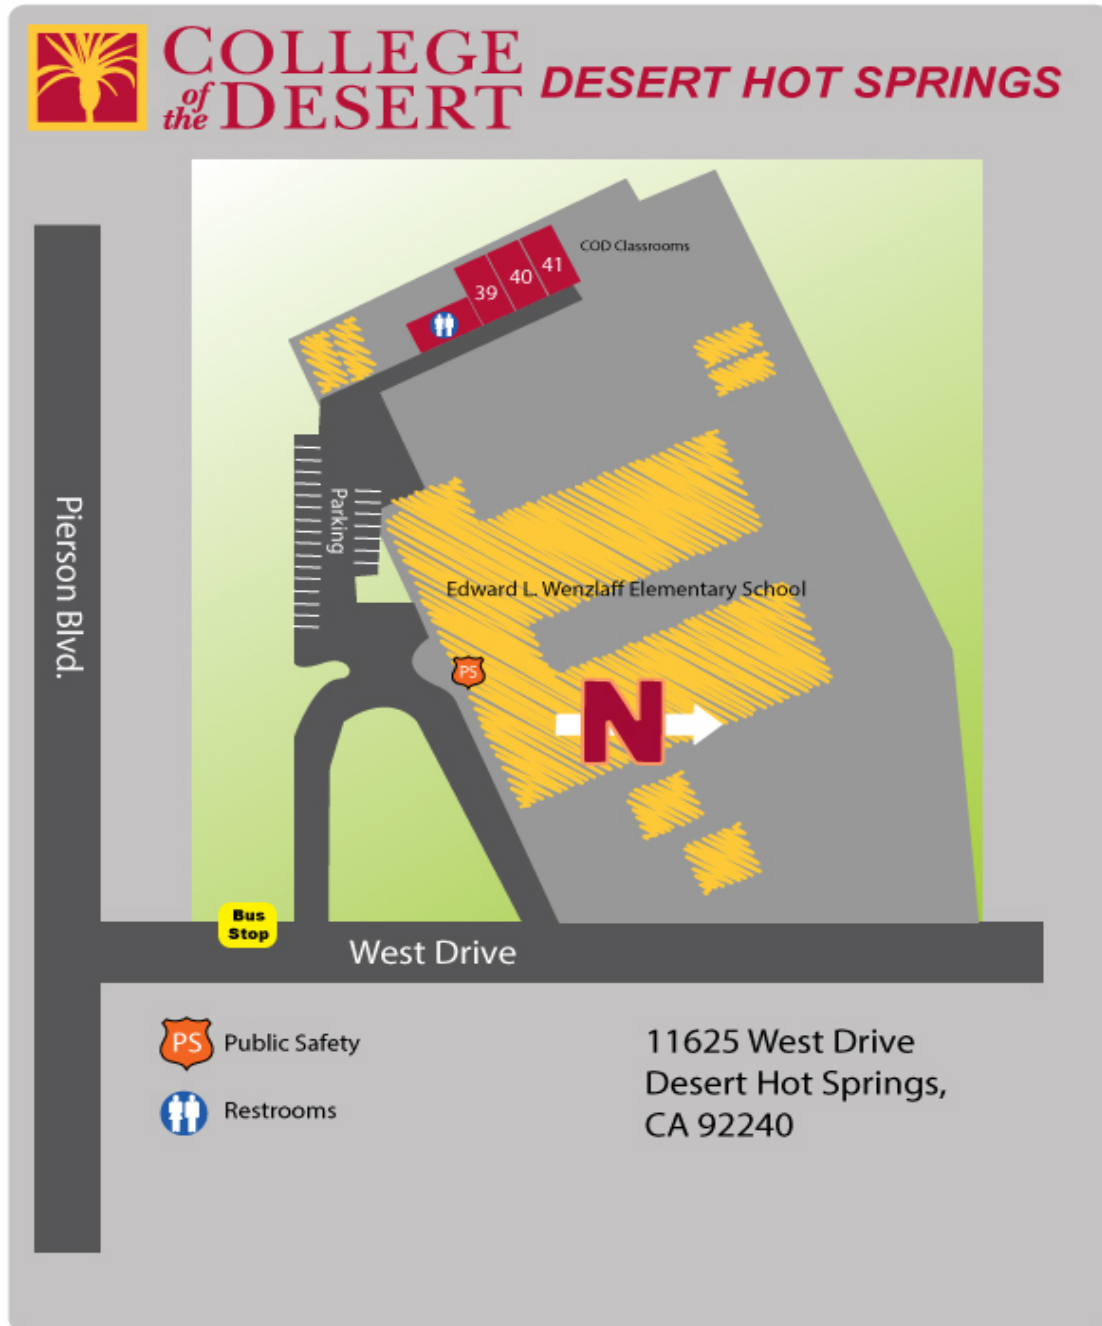 COLLEGE
of the DESERT
DESERT HOT SPRINGS
COD Classrooms
41
40
39
Parking
Pierson Blvd.
Edward L. Wenzlaff Elementary School
PS
N
Bus
Stop
West Drive
PS Public Safety
Restrooms
11625 West Drive
Desert Hot Springs,
CA 92240